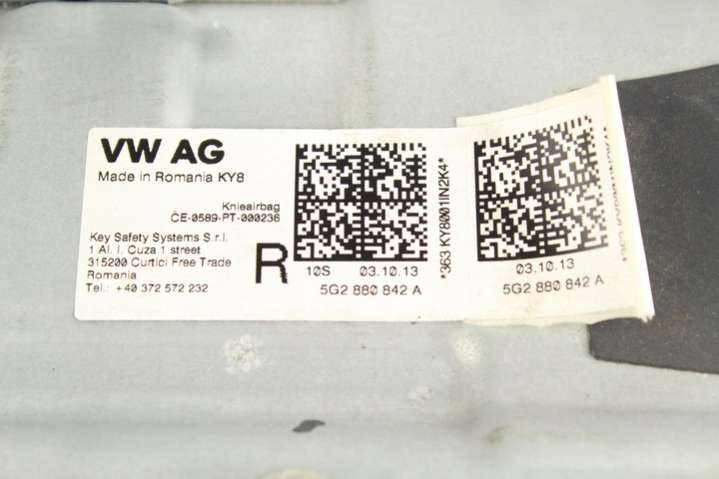 VW AG
Made in Romania KY8
Knieairbag
CE-0589-PT-000236
Key Safety Systems S.r.l.
1 Al. I. Cuza 1 street
315200 Curtici Free Trade
Romania
Tel.: +40 372 572 232
R
10S 03.10.13
5G2 880 842 A
*363 KY8001IN2K4*
03.10.13
5G2 880 842 A